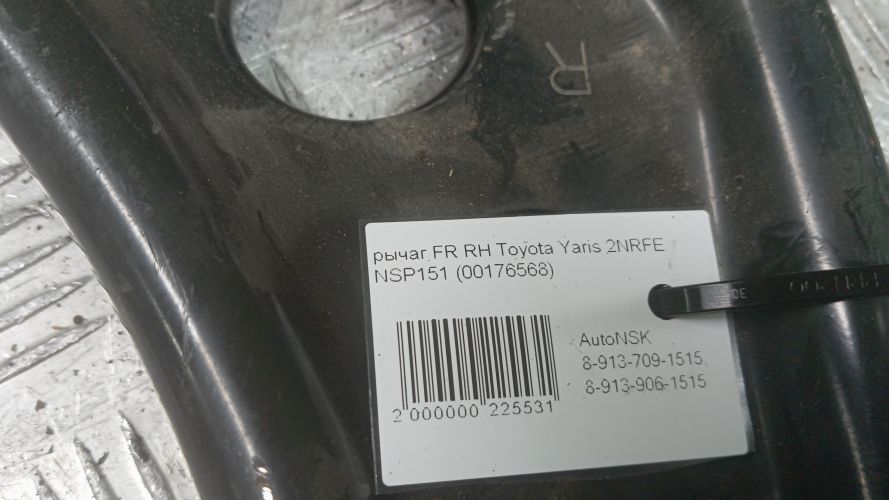 R
рычаг FR RH Toyota Yaris 2NRFE
NSP151 (00176568)
AutoNSK
8-913-709-1515,
8-913-906-1515
2 000000 225531